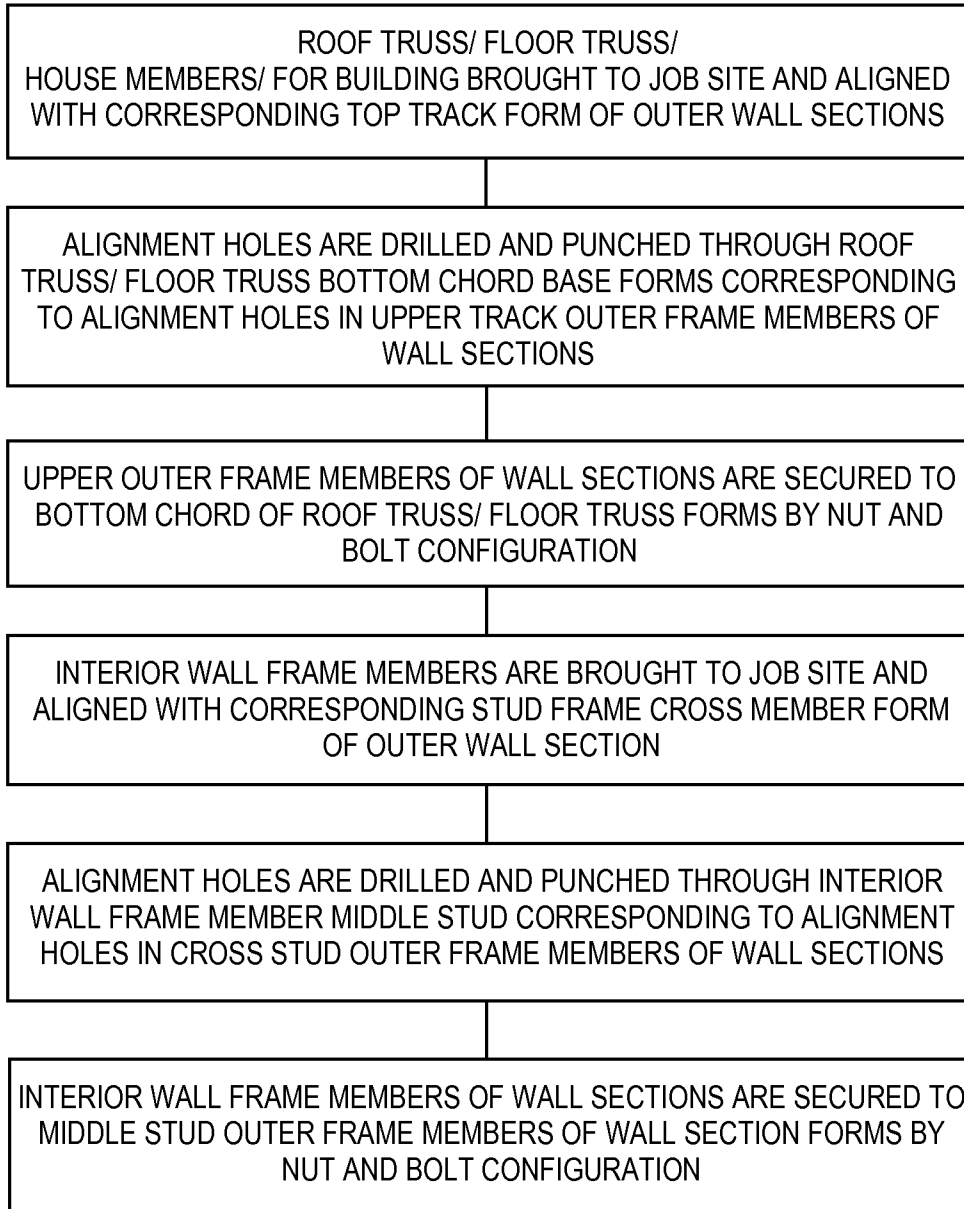 ROOF TRUSS/ FLOOR TRUSS/
HOUSE MEMBERS/ FOR BUILDING BROUGHT TO JOB SITE AND ALIGNED
WITH CORRESPONDING TOP TRACK FORM OF OUTER WALL SECTIONS
ALIGNMENT HOLES ARE DRILLED AND PUNCHED THROUGH ROOF
TRUSS/ FLOOR TRUSS BOTTOM CHORD BASE FORMS CORRESPONDING
TO ALIGNMENT HOLES IN UPPER TRACK OUTER FRAME MEMBERS OF
WALL SECTIONS
UPPER OUTER FRAME MEMBERS OF WALL SECTIONS ARE SECURED TO
BOTTOM CHORD OF ROOF TRUSS/ FLOOR TRUSS FORMS BY NUT AND
BOLT CONFIGURATION
INTERIOR WALL FRAME MEMBERS ARE BROUGHT TO JOB SITE AND
ALIGNED WITH CORRESPONDING STUD FRAME CROSS MEMBER FORM
OF OUTER WALL SECTION
ALIGNMENT HOLES ARE DRILLED AND PUNCHED THROUGH INTERIOR
WALL FRAME MEMBER MIDDLE STUD CORRESPONDING TO ALIGNMENT
HOLES IN CROSS STUD OUTER FRAME MEMBERS OF WALL SECTIONS
INTERIOR WALL FRAME MEMBERS OF WALL SECTIONS ARE SECURED TO
MIDDLE STUD OUTER FRAME MEMBERS OF WALL SECTION FORMS BY
NUT AND BOLT CONFIGURATION